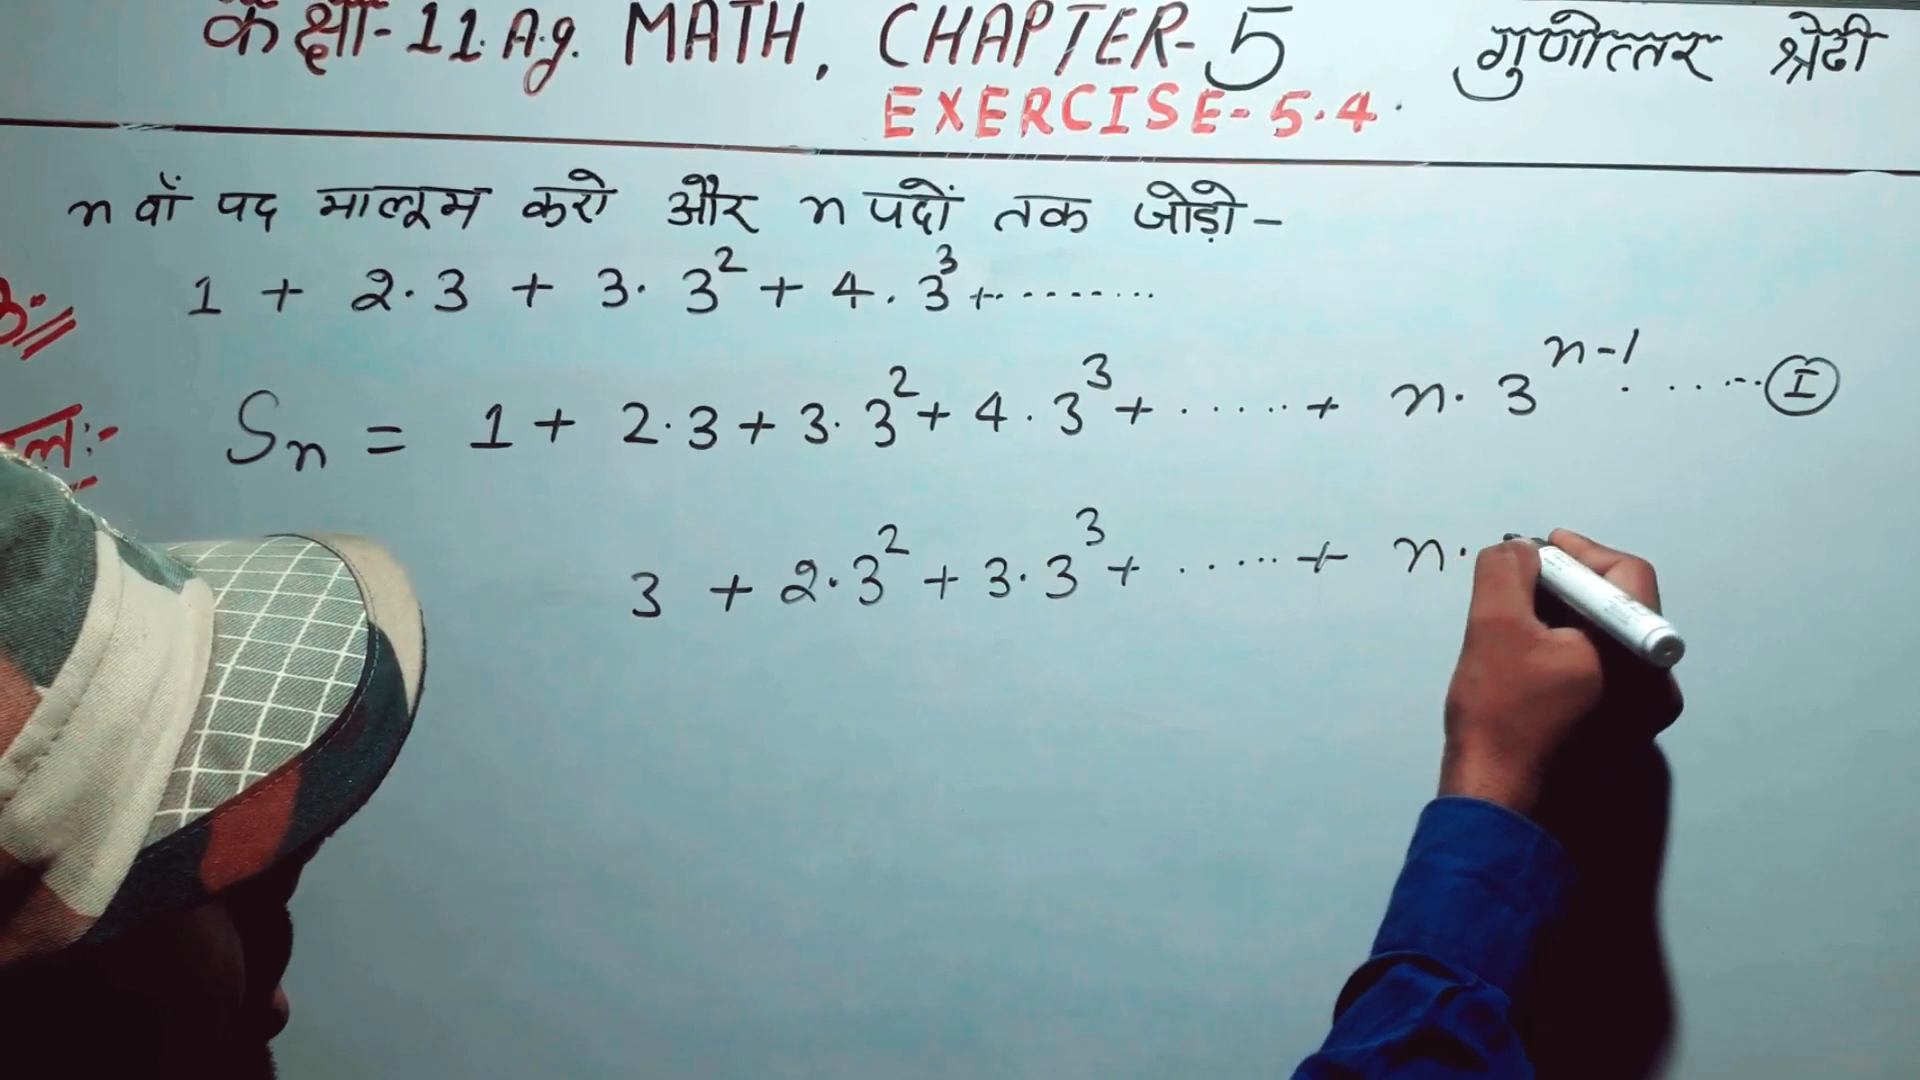 कक्षा-11. Ag. MATH, CHAPTER-5 गुणोत्तर श्रेढी
EXERCISE-5.4.
n वाँ पद मालूम करो और n पदों तक जोड़ो -
1 + 2·3 + 3·3² + 4·3³ + ........
Sn = 1 + 2·3 + 3·3² + 4·3³ + ..... + n·3ⁿ⁻¹ ..... (I)
3 + 2·3² + 3·3³ + ..... + n·